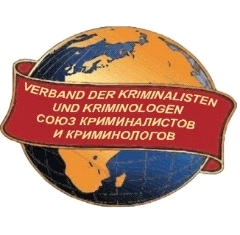 VERBAND DER KRIMINALISTEN
UND KRIMINOLOGEN
СОЮЗ КРИМИНАЛИСТОВ
И КРИМИНОЛОГОВ